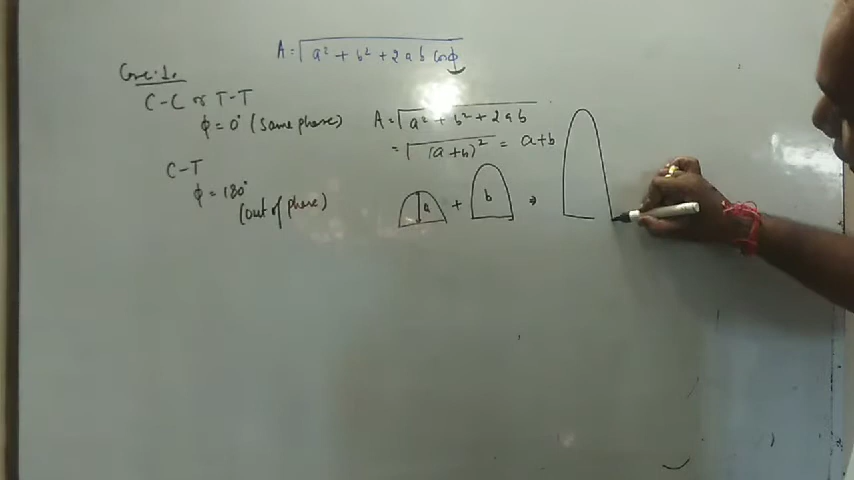 A = √a² + b² + 2ab cosϕ
Case: 1.
C-C or T-T
ϕ = 0° (same phase)
A = √a² + b² + 2ab
= √(a+b)² = a+b
C-T
ϕ = 180°
(out of phase)
a + b ⇒